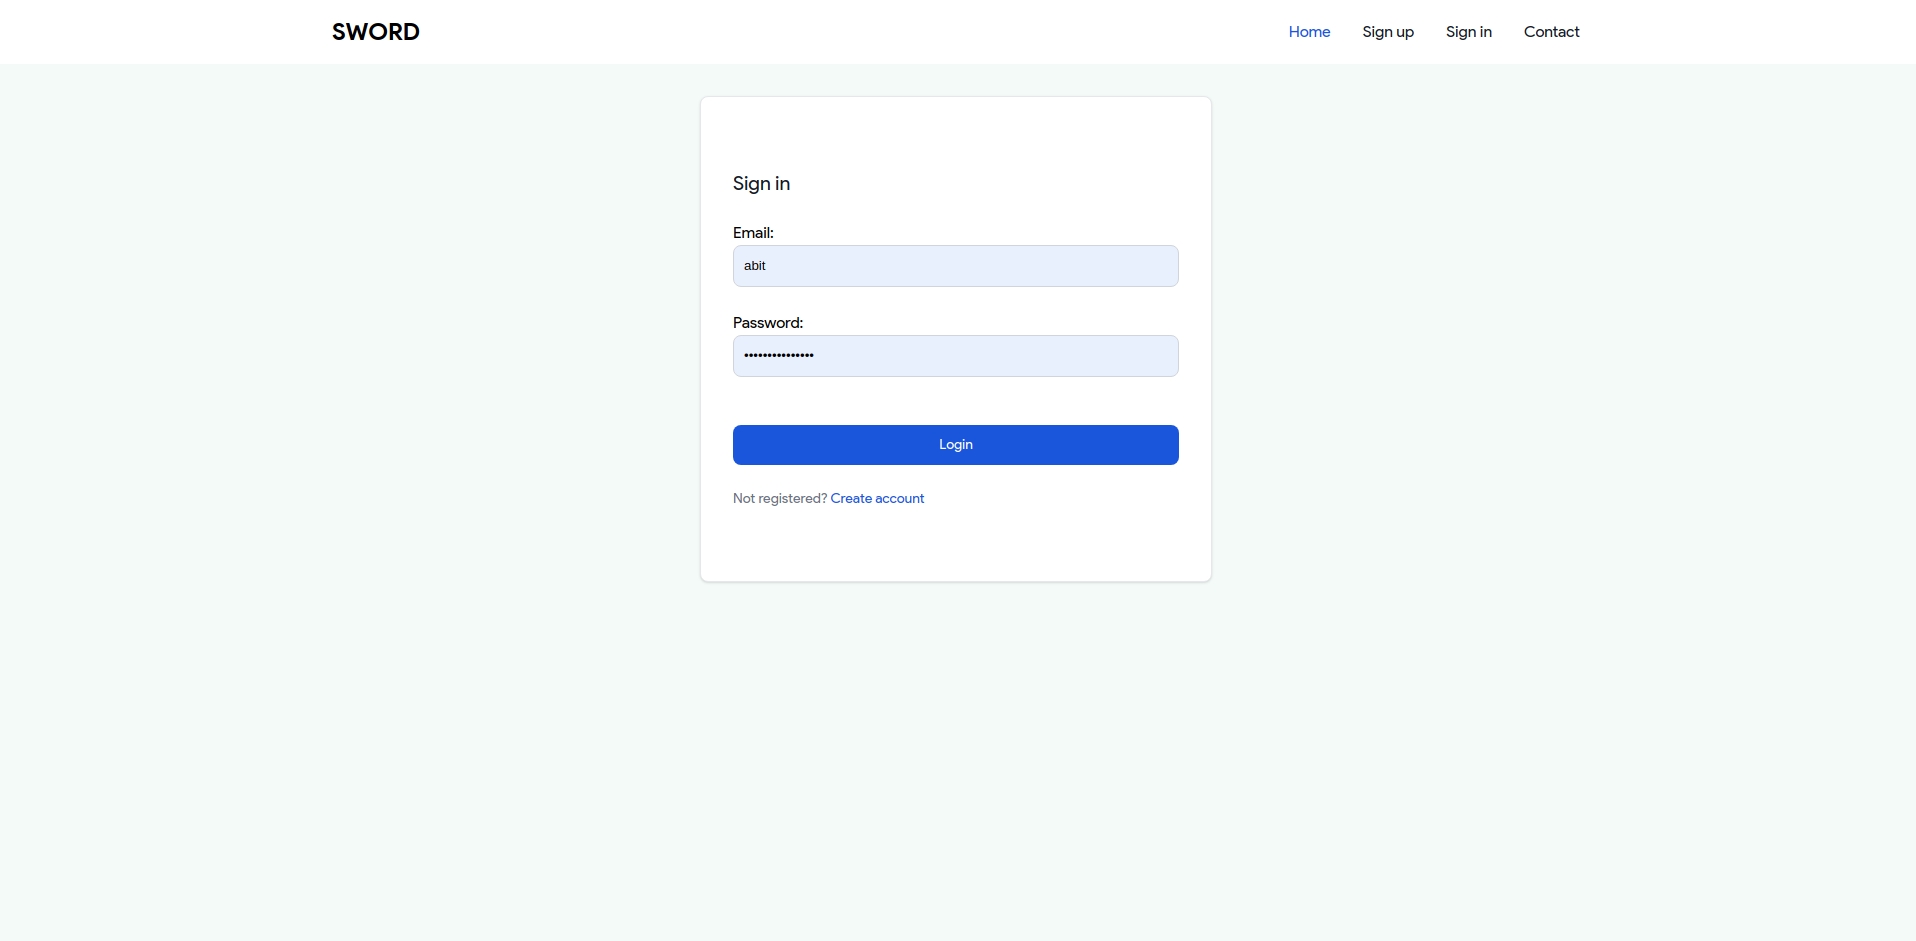 SWORD
Home Sign up Sign in Contact
Sign in
Email:
abit
Password:
•••••••••••••••
Login
Not registered? Create account